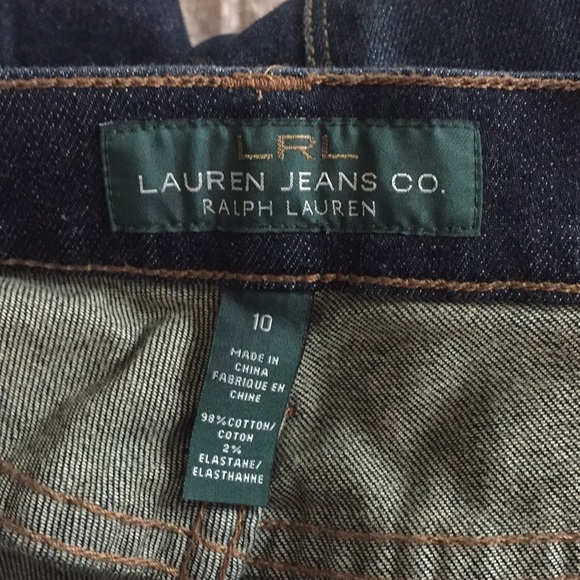 LRL
LAUREN JEANS CO.
RALPH LAUREN
10
MADE IN
CHINA
FABRIQUE EN
CHINE
98% COTTON/
COTON
2%
ELASTANE/
ELASTHANNE